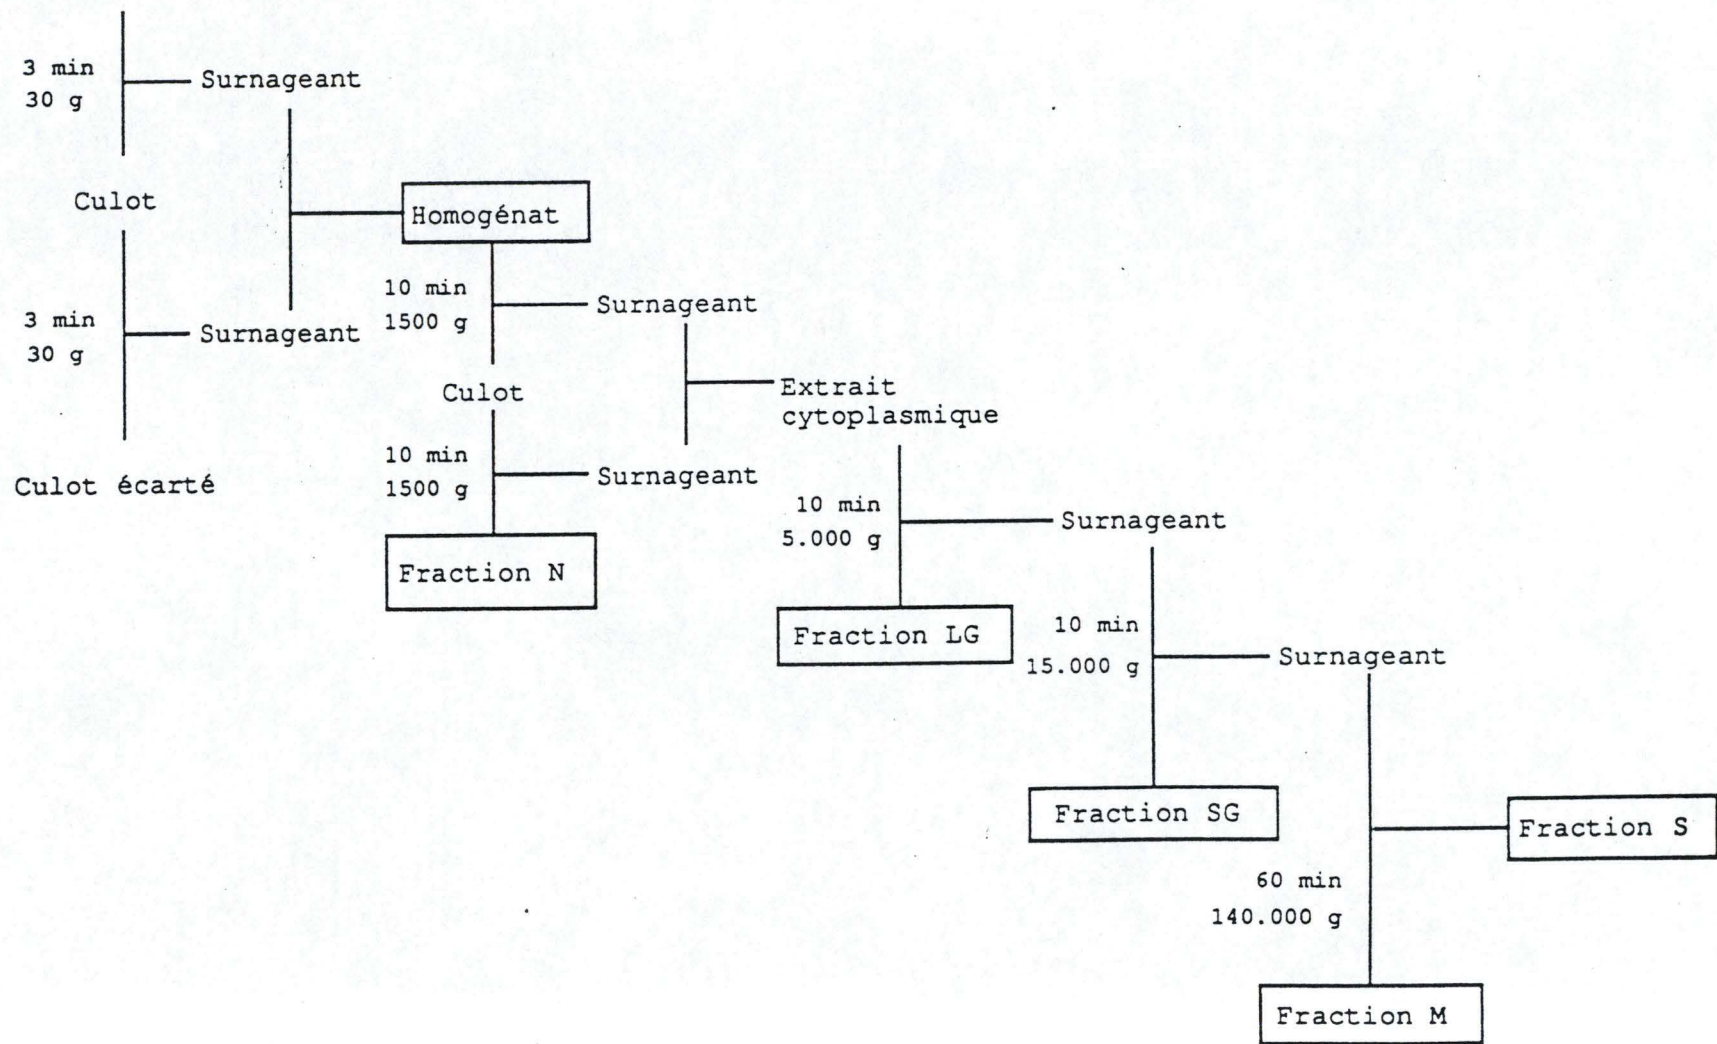 3 min
30 g
Surnageant
Culot
3 min
30 g
Surnageant
Culot écarté
Homogénat
10 min
1500 g
Surnageant
Culot
10 min
1500 g
Surnageant
Fraction N
Extrait
cytoplasmique
10 min
5.000 g
Surnageant
Fraction LG
10 min
15.000 g
Surnageant
Fraction SG
Fraction S
60 min
140.000 g
Fraction M